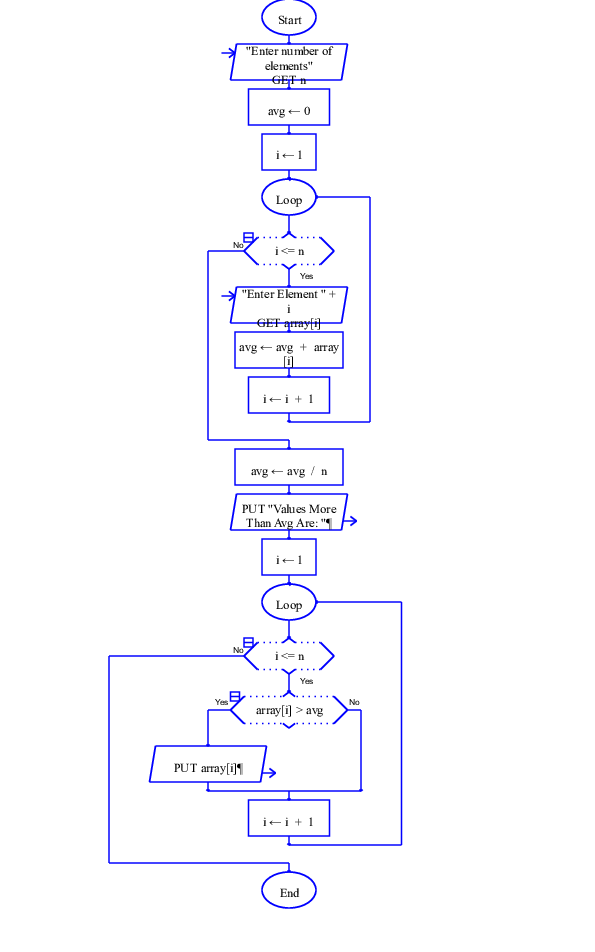 Start
"Enter number of
elements"
GET n
avg ← 0
i ← 1
Loop
No
i <= n
Yes
"Enter Element " +
i
GET array[i]
avg ← avg + array
[i]
i ← i + 1
avg ← avg / n
PUT "Values More
Than Avg Are: "¶
i ← 1
Loop
No
i <= n
Yes
Yes
array[i] > avg
No
PUT array[i]¶
i ← i + 1
End